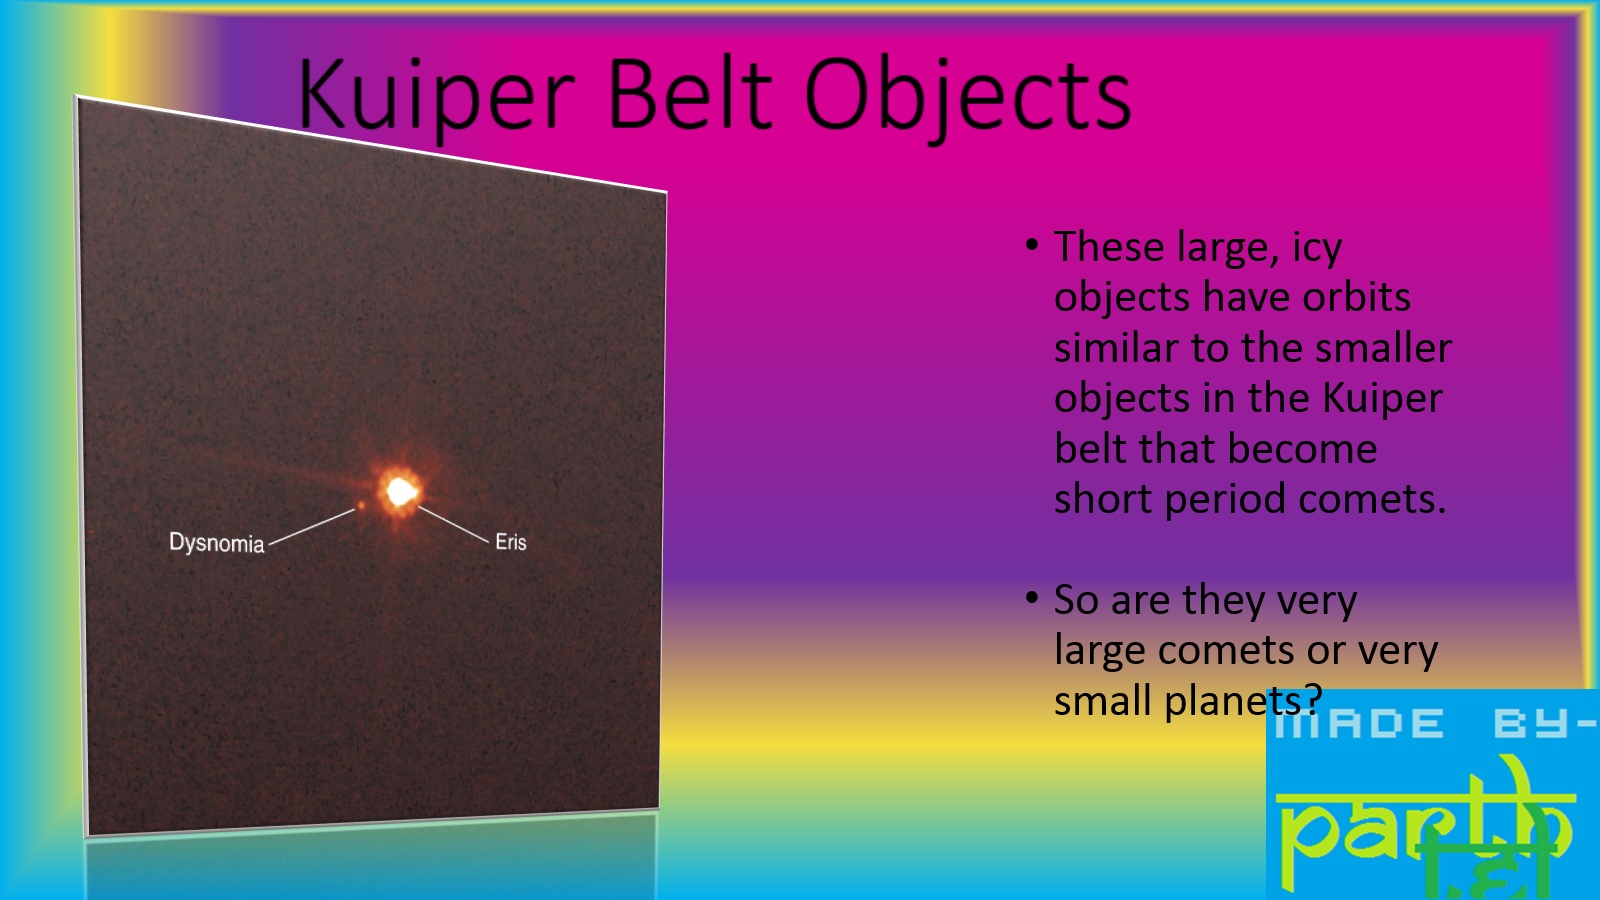 Kuiper Belt Objects
• These large, icy
objects have orbits
similar to the smaller
objects in the Kuiper
belt that become
short period comets.
• So are they very
large comets or very
small planets?
Dysnomia
Eris
MADE BY-
parth